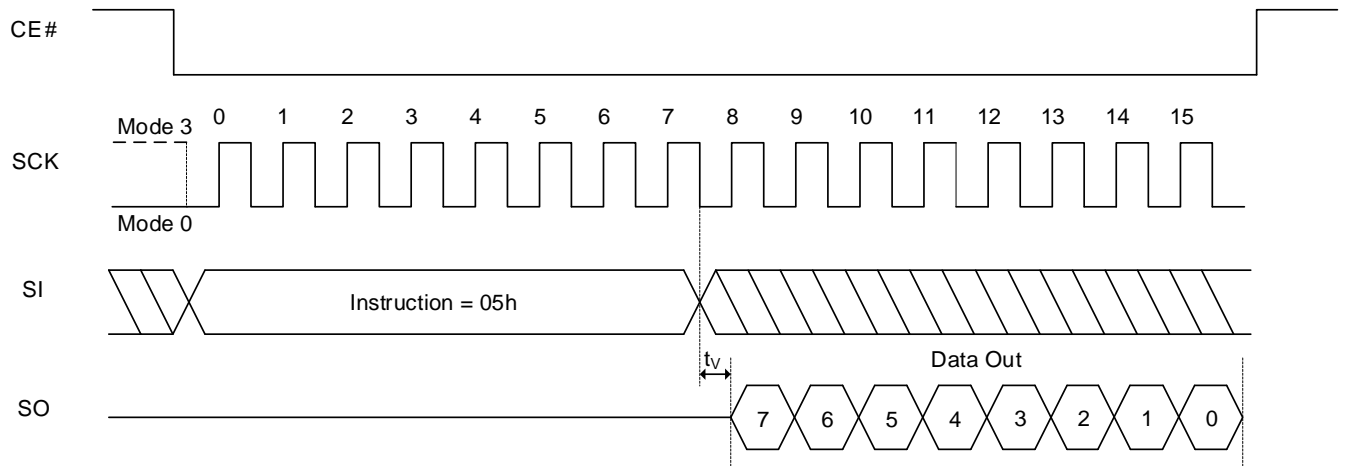 CE#
Mode 3 0 1 2 3 4 5 6 7 8 9 10 11 12 13 14 15
SCK
Mode 0
SI
Instruction = 05h
tV
Data Out
SO
7 6 5 4 3 2 1 0